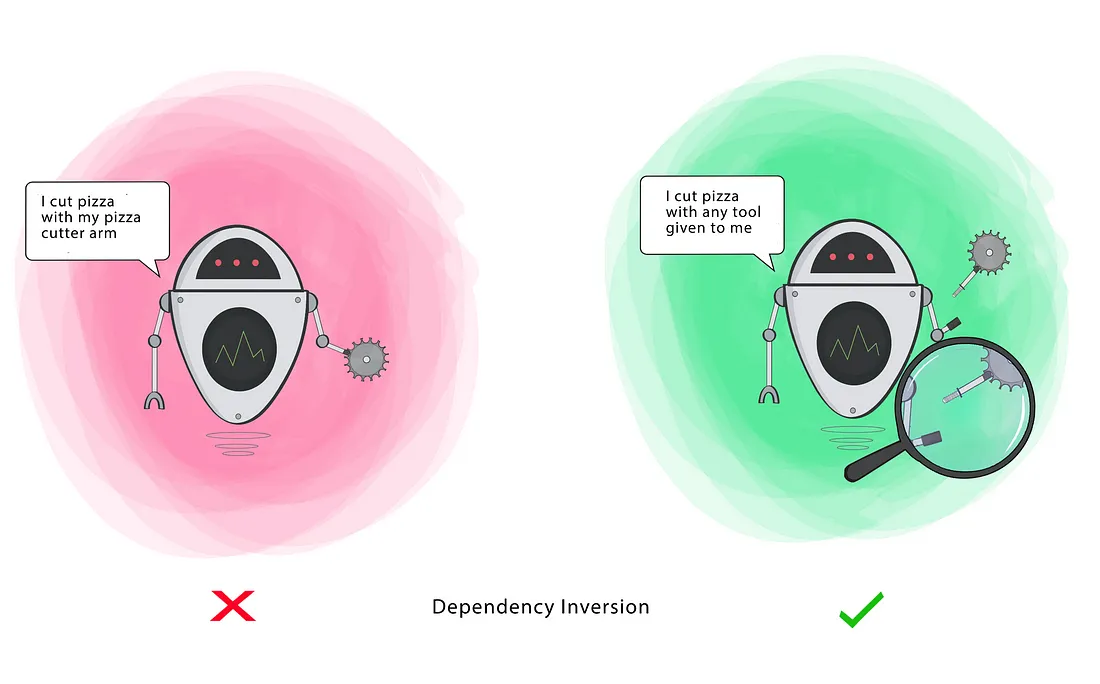 I cut pizza
with my pizza
cutter arm
I cut pizza
with any tool
given to me
Dependency Inversion